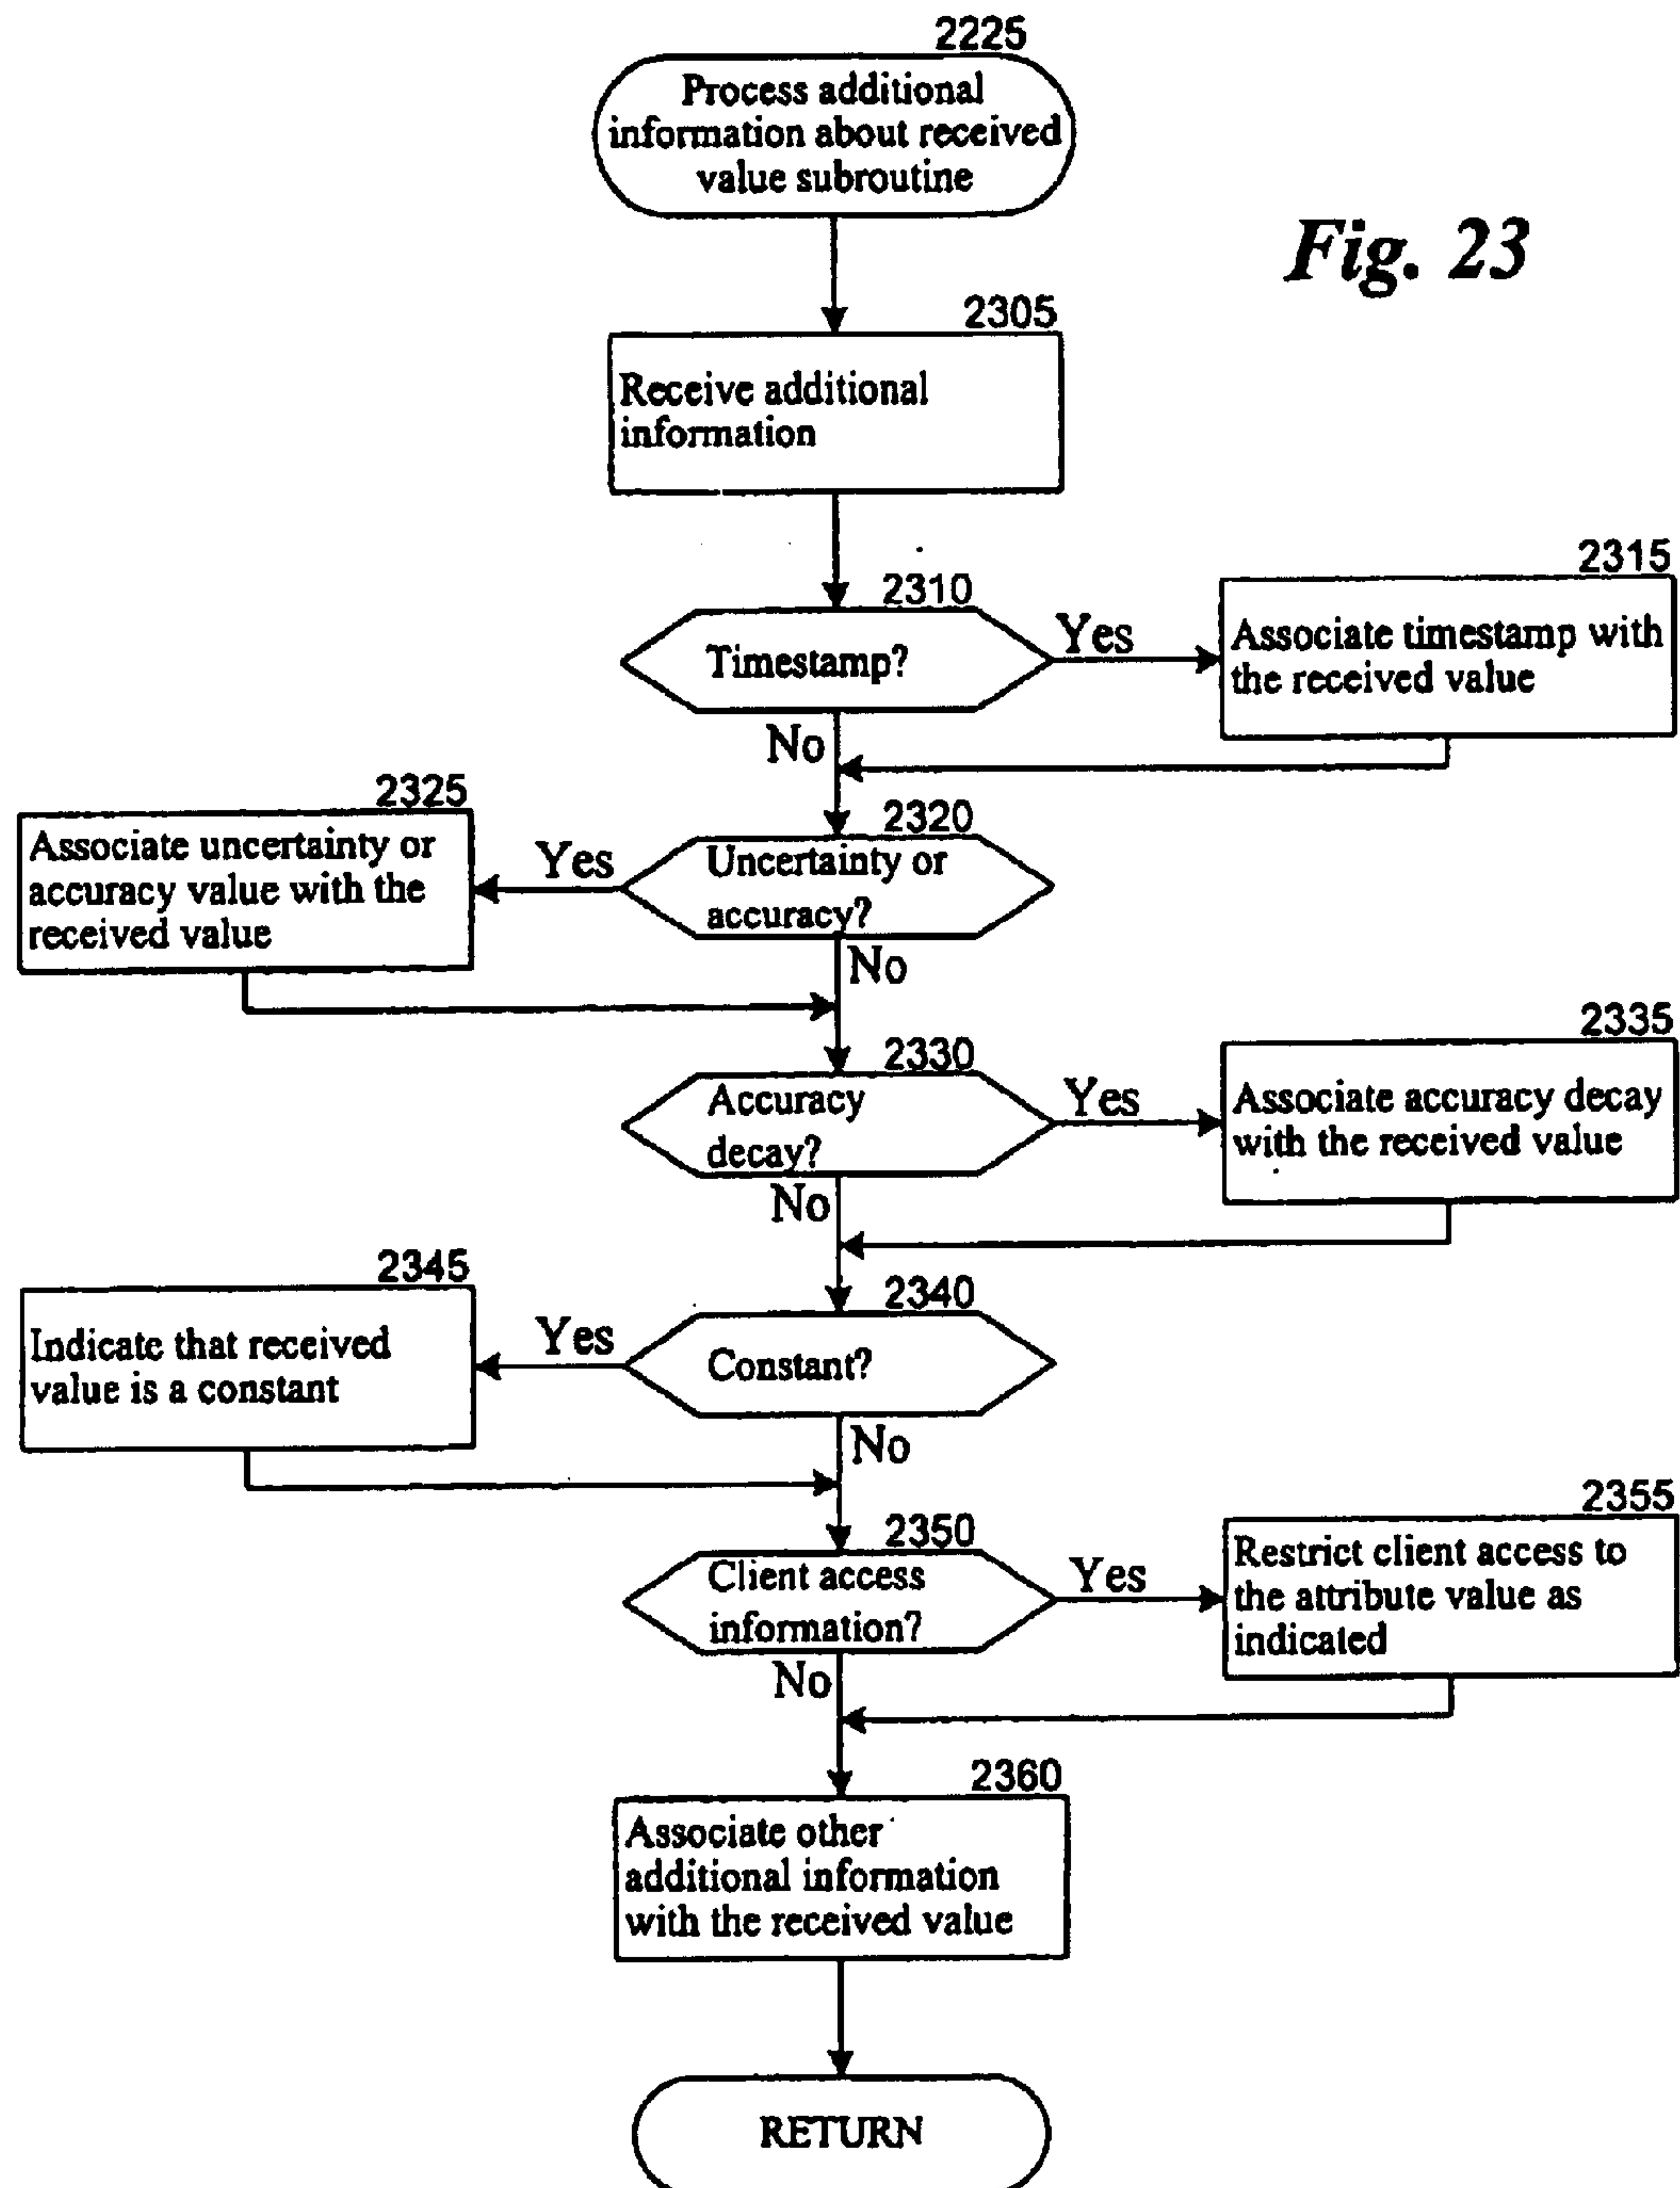 2225
Process additional
information about received
value subroutine
Fig. 23
2305
Receive additional
information
2310
Timestamp?
Yes
2315
Associate timestamp with
the received value
No
2320
Uncertainty or
accuracy?
Yes
2325
Associate uncertainty or
accuracy value with the
received value
No
2330
Accuracy
decay?
Yes
2335
Associate accuracy decay
with the received value
No
2340
Constant?
Yes
2345
Indicate that received
value is a constant
No
2350
Client access
information?
Yes
2355
Restrict client access to
the attribute value as
indicated
No
2360
Associate other
additional information
with the received value
RETURN